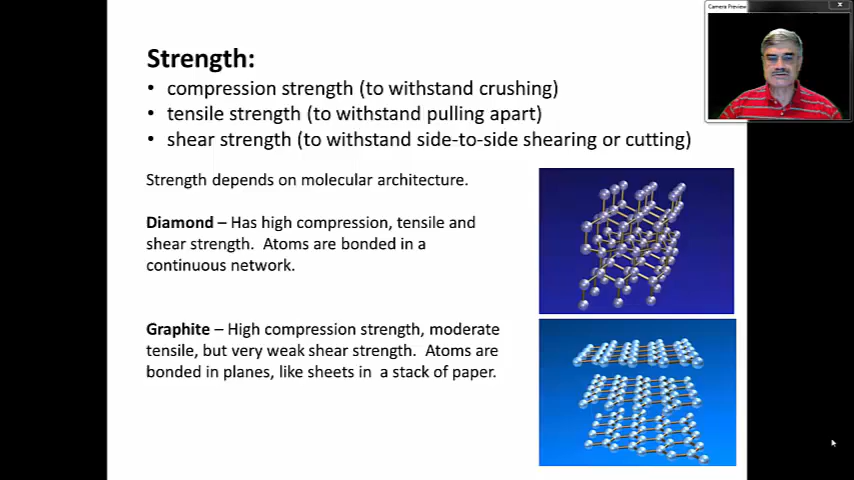 Camera Preview
Strength:
• compression strength (to withstand crushing)
• tensile strength (to withstand pulling apart)
• shear strength (to withstand side-to-side shearing or cutting)
Strength depends on molecular architecture.
Diamond – Has high compression, tensile and
shear strength. Atoms are bonded in a
continuous network.
Graphite – High compression strength, moderate
tensile, but very weak shear strength. Atoms are
bonded in planes, like sheets in a stack of paper.